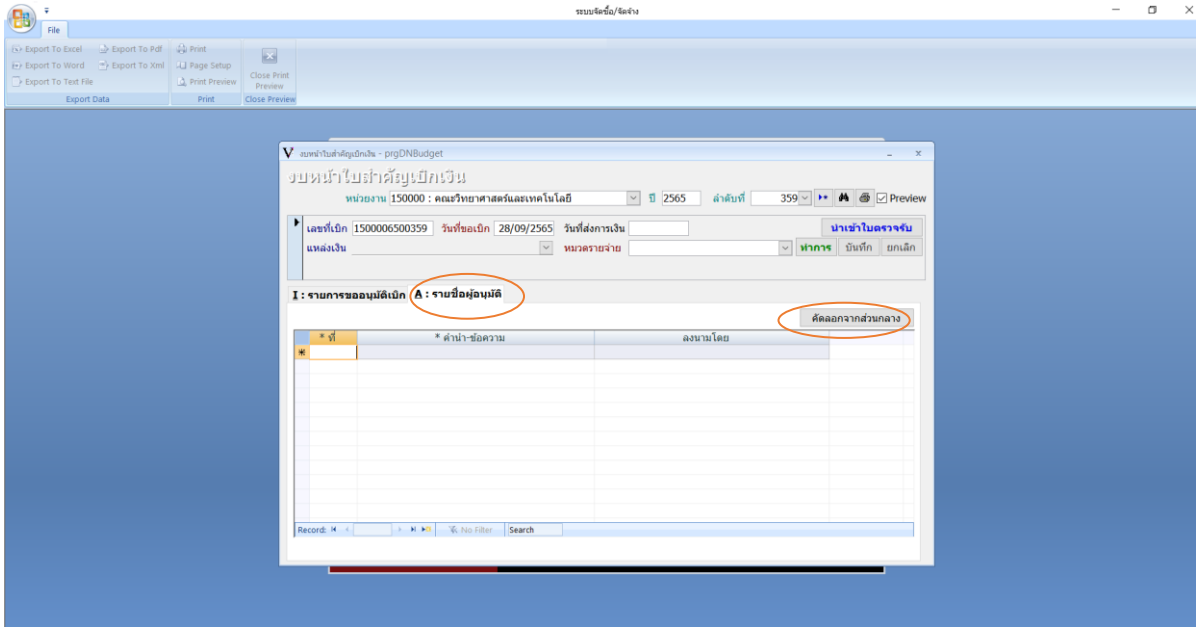 ระบบจัดซื้อ/จัดจ้าง
File
Export To Excel Export To Pdf Print
Export To Word Export To Xml Page Setup
Export To Text File Print Preview Close Print Preview
Export Data Print Close Preview
V งบหน้าใบสำคัญเบิกเงิน - prgDNBudget
งบหน้าใบสำคัญเบิกเงิน
หน่วยงาน 150000 : คณะวิทยาศาสตร์และเทคโนโลยี ปี 2565 ลำดับที่ 359 Preview
เลขที่เบิก 1500006500359 วันที่ขอเบิก 28/09/2565 วันที่ส่งการเงิน นำเข้าใบตรวจรับ
แหล่งเงิน หมวดรายจ่าย ทำการ บันทึก ยกเลิก
I : รายการขออนุมัติเบิก A : รายชื่อผู้อนุมัติ
คัดลอกจากส่วนกลาง
* ที่ * คำนำ-ข้อความ ลงนามโดย
Record: No Filter Search